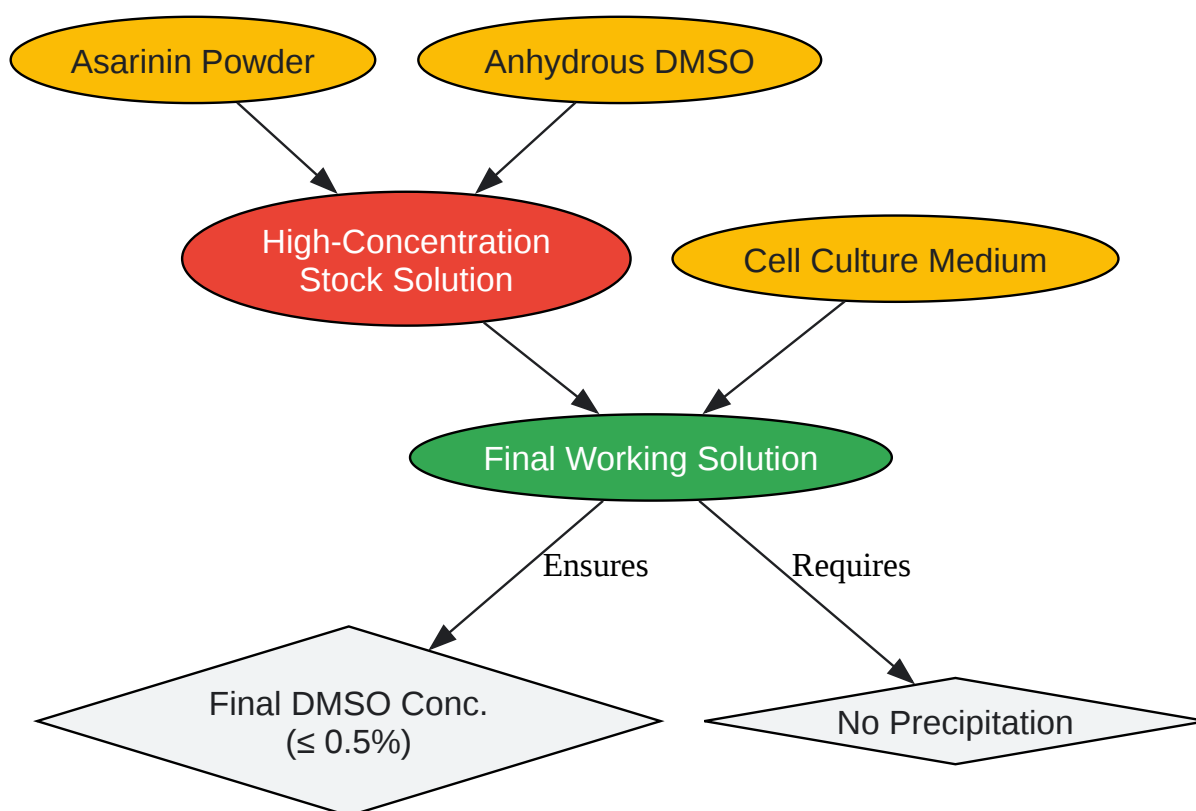 Asarinin Powder
Anhydrous DMSO
High-Concentration
Stock Solution
Cell Culture Medium
Final Working Solution
Ensures
Requires
Final DMSO Conc.
(≤ 0.5%)
No Precipitation